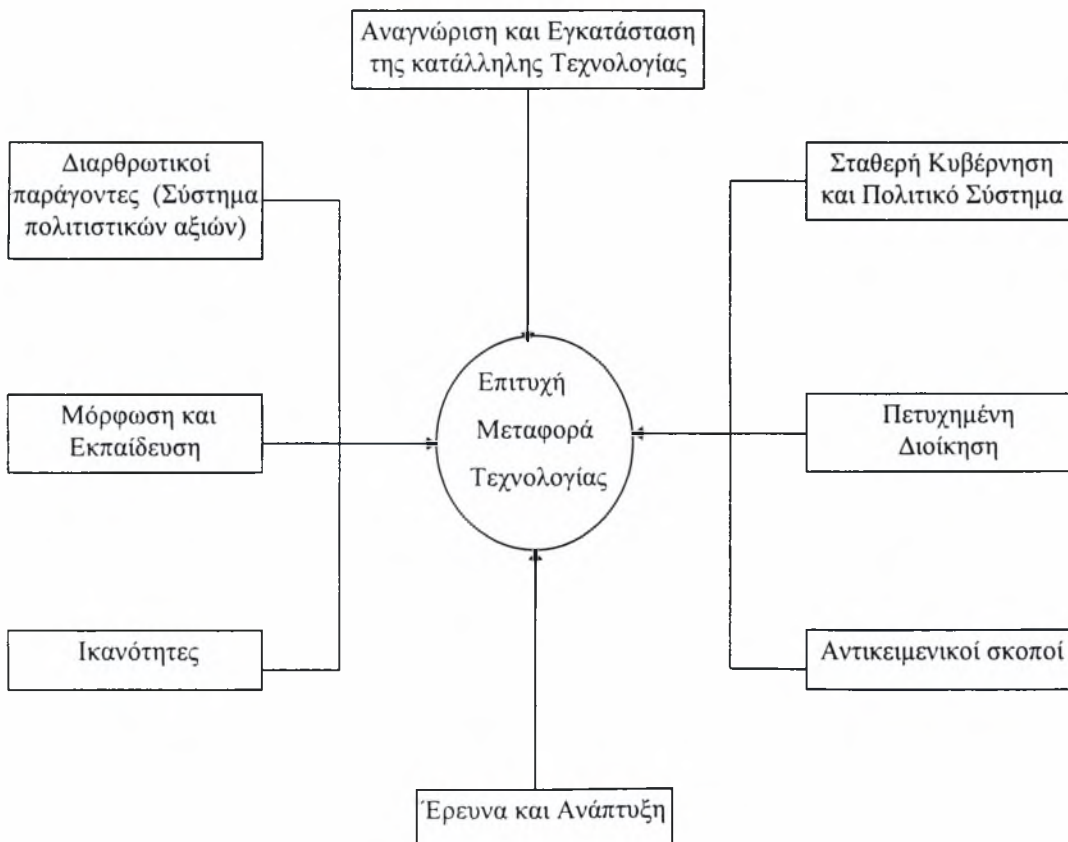 Αναγνώριση και Εγκατάσταση
της κατάλληλης Τεχνολογίας
Διαρθρωτικοί
παράγοντες (Σύστημα
πολιτιστικών αξιών)
Σταθερή Κυβέρνηση
και Πολιτικό Σύστημα
Επιτυχή
Μεταφορά
Τεχνολογίας
Μόρφωση και
Εκπαίδευση
Πετυχημένη
Διοίκηση
Ικανότητες
Αντικειμενικοί σκοποί
Έρευνα και Ανάπτυξη